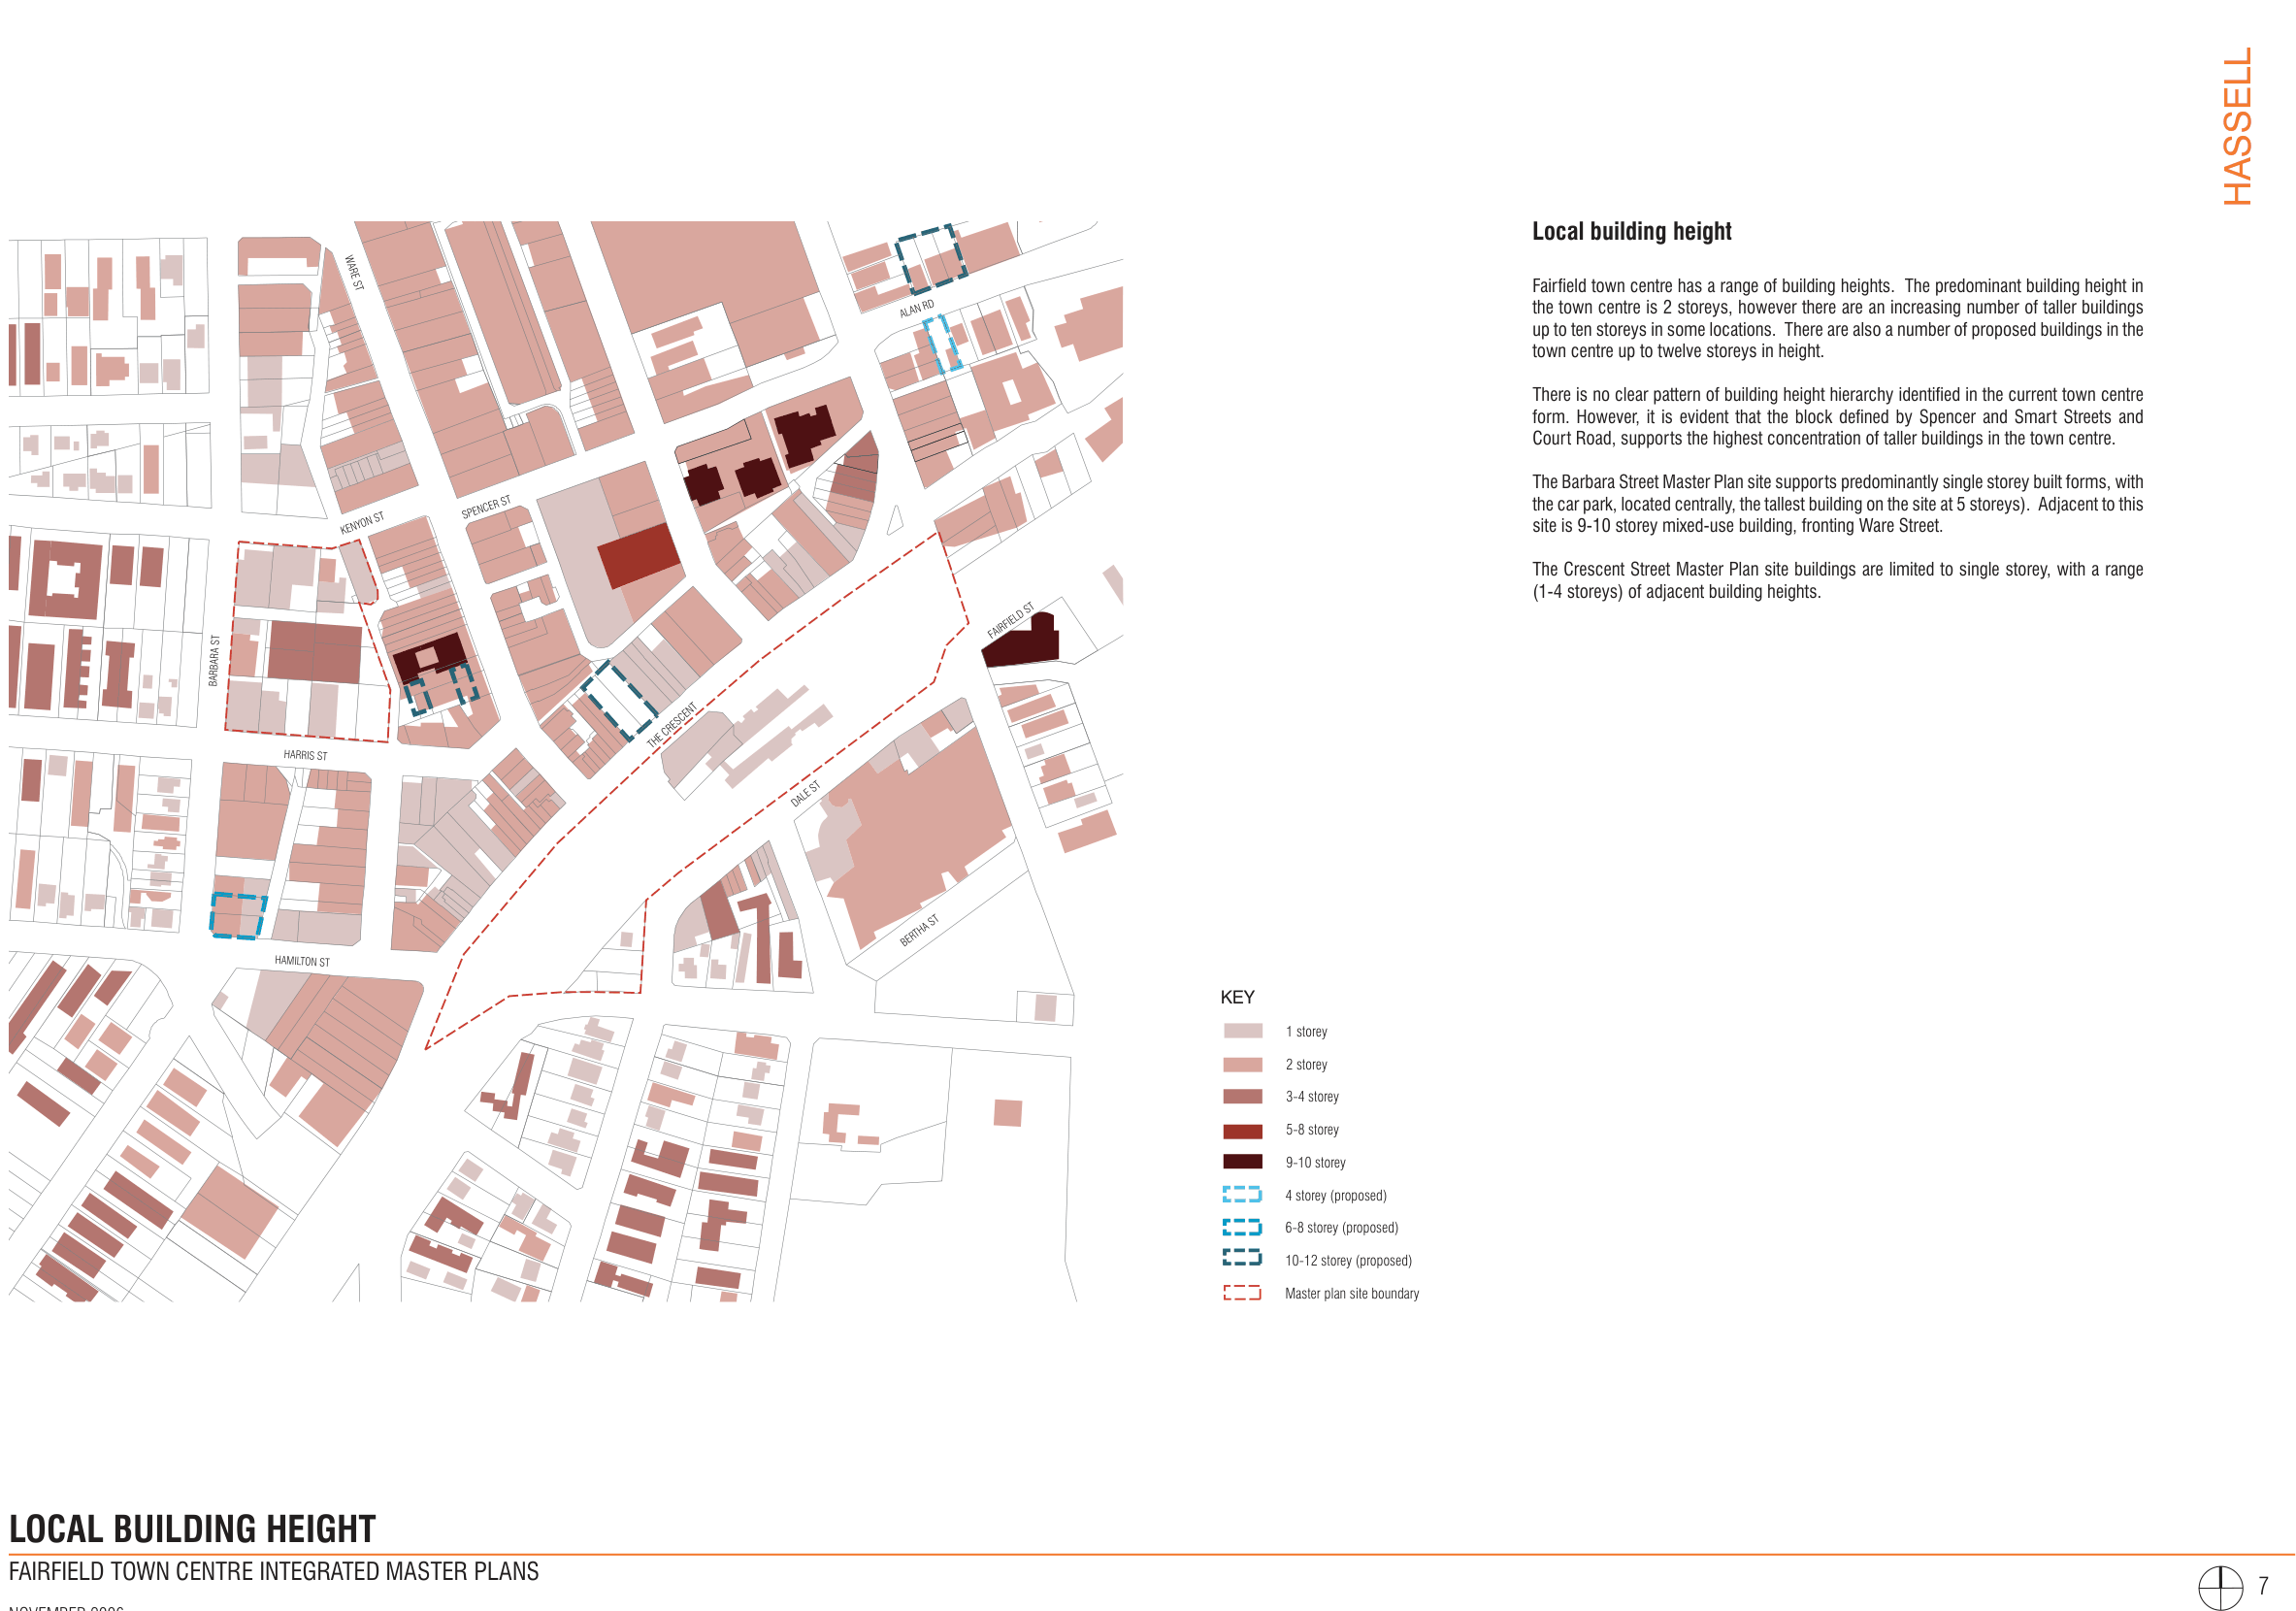 HASSELL
Local building height
Fairfield town centre has a range of building heights.  The predominant building height in
the town centre is 2 storeys, however there are an increasing number of taller buildings
up to ten storeys in some locations.  There are also a number of proposed buildings in the
town centre up to twelve storeys in height.
There is no clear pattern of building height hierarchy identified in the current town centre
form. However, it is evident that the block defined by Spencer and Smart Streets and
Court Road, supports the highest concentration of taller buildings in the town centre.
The Barbara Street Master Plan site supports predominantly single storey built forms, with
the car park, located centrally, the tallest building on the site at 5 storeys).  Adjacent to this
site is 9-10 storey mixed-use building, fronting Ware Street.
The Crescent Street Master Plan site buildings are limited to single storey, with a range
(1-4 storeys) of adjacent building heights.
WARE ST
ALAN RD
SPENCER ST
KENYON ST
FAIRFIELD ST
BARBARA ST
THE CRESCENT
HARRIS ST
DALE ST
BERTHA ST
HAMILTON ST
KEY
1 storey
2 storey
3-4 storey
5-8 storey
9-10 storey
4 storey (proposed)
6-8 storey (proposed)
10-12 storey (proposed)
Master plan site boundary
LOCAL BUILDING HEIGHT
FAIRFIELD TOWN CENTRE INTEGRATED MASTER PLANS
7